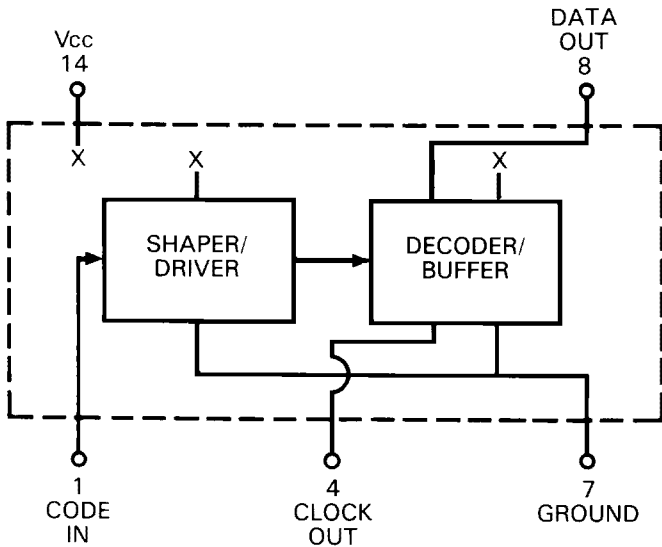 Vcc
14
DATA
OUT
8
X
X
X
SHAPER/
DRIVER
DECODER/
BUFFER
1
CODE
IN
4
CLOCK
OUT
7
GROUND